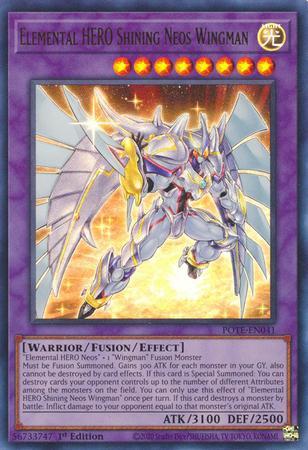 ELEMENTAL HERO SHINING NEOS WINGMAN
光
POTE-EN041
[WARRIOR/FUSION/EFFECT]
"Elemental HERO Neos" + 1 "Wingman" Fusion Monster
Must be Fusion Summoned. Gains 300 ATK for each monster in your GY, also
cannot be destroyed by card effects. If this card is Special Summoned: You can
destroy cards your opponent controls up to the number of different Attributes
among the monsters on the field. You can only use this effect of "Elemental
HERO Shining Neos Wingman" once per turn. If this card destroys a monster by
battle: Inflict damage to your opponent equal to that monster's original ATK.
ATK/3100 DEF/2500
56733747 1st Edition
©2020 Studio Dice/SHUEISHA, TV TOKYO, KONAMI